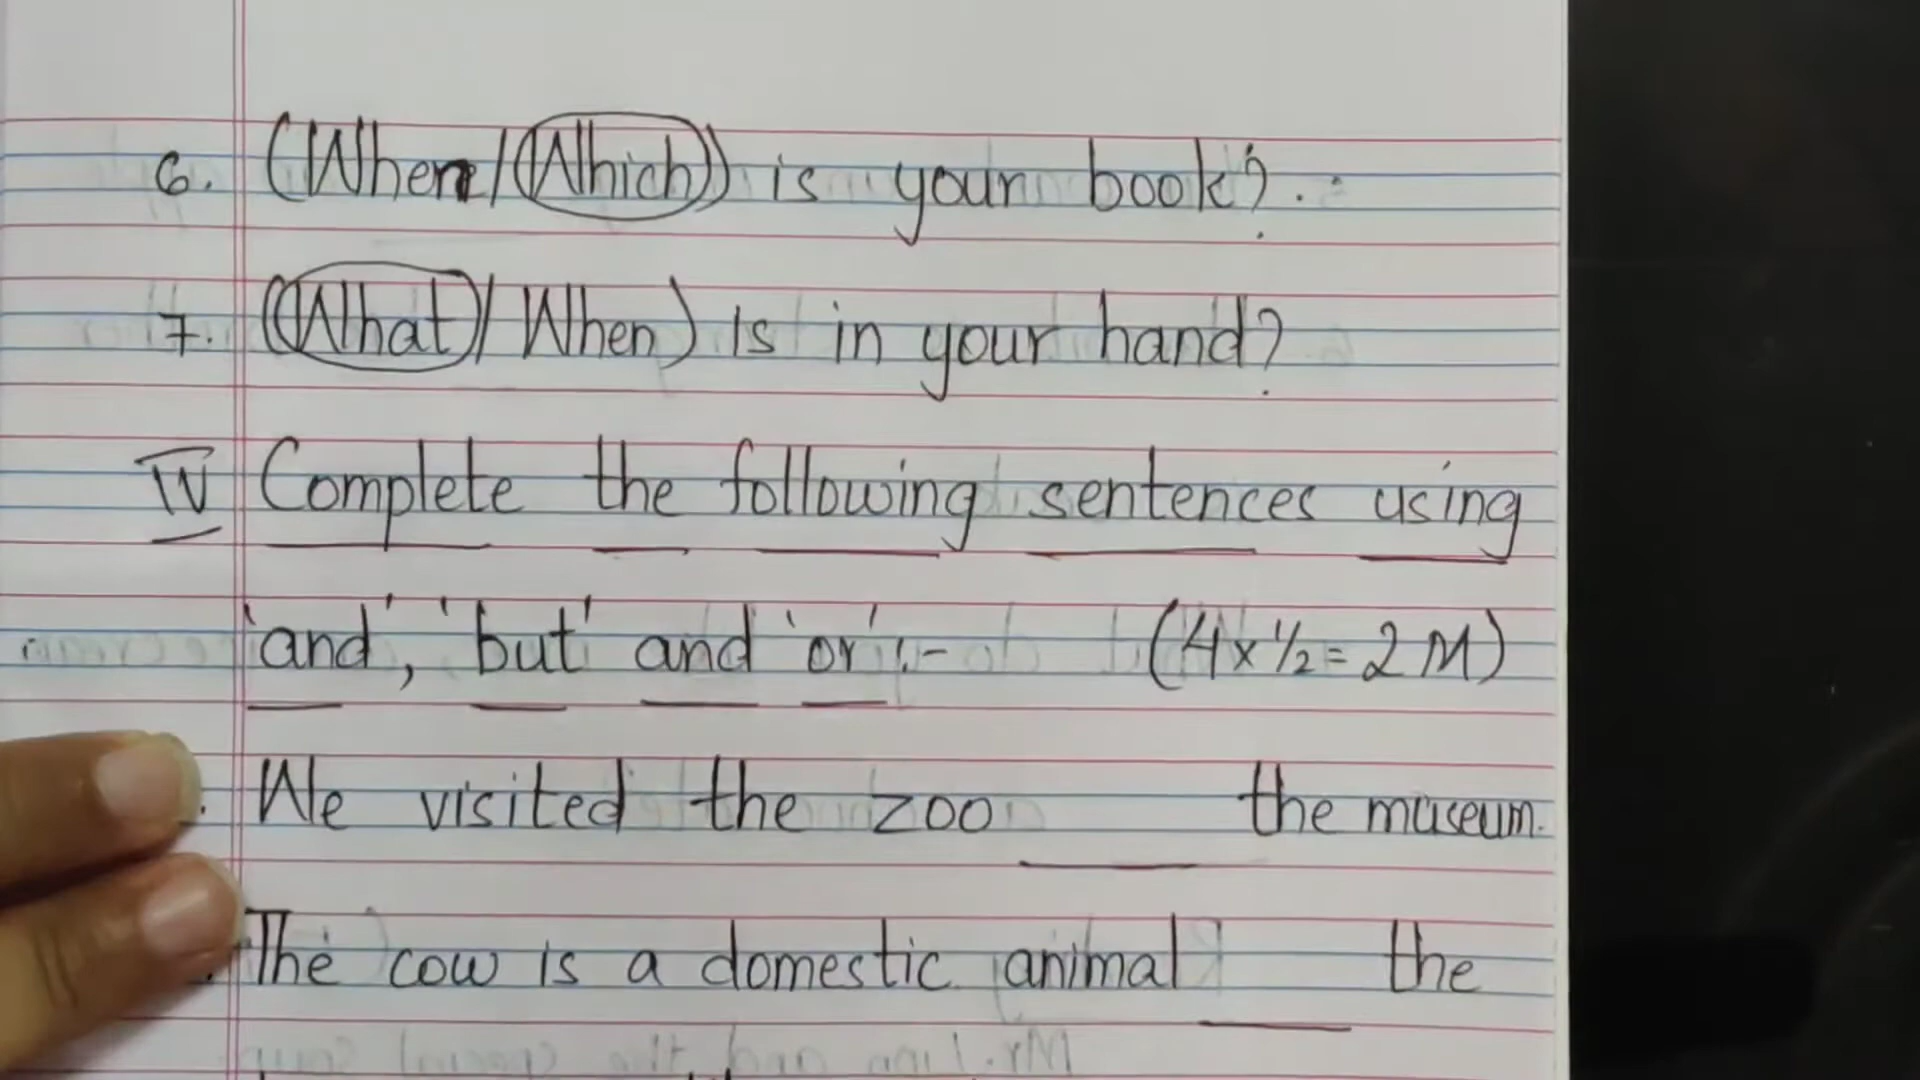 6. (When/Which) is your book?.
7. (What/When) is in your hand?
IV Complete the following sentences using
'and', 'but' and 'or':- (4x½=2M)
. We visited the zoo ____ the museum.
. The cow is a domestic animal ____ the